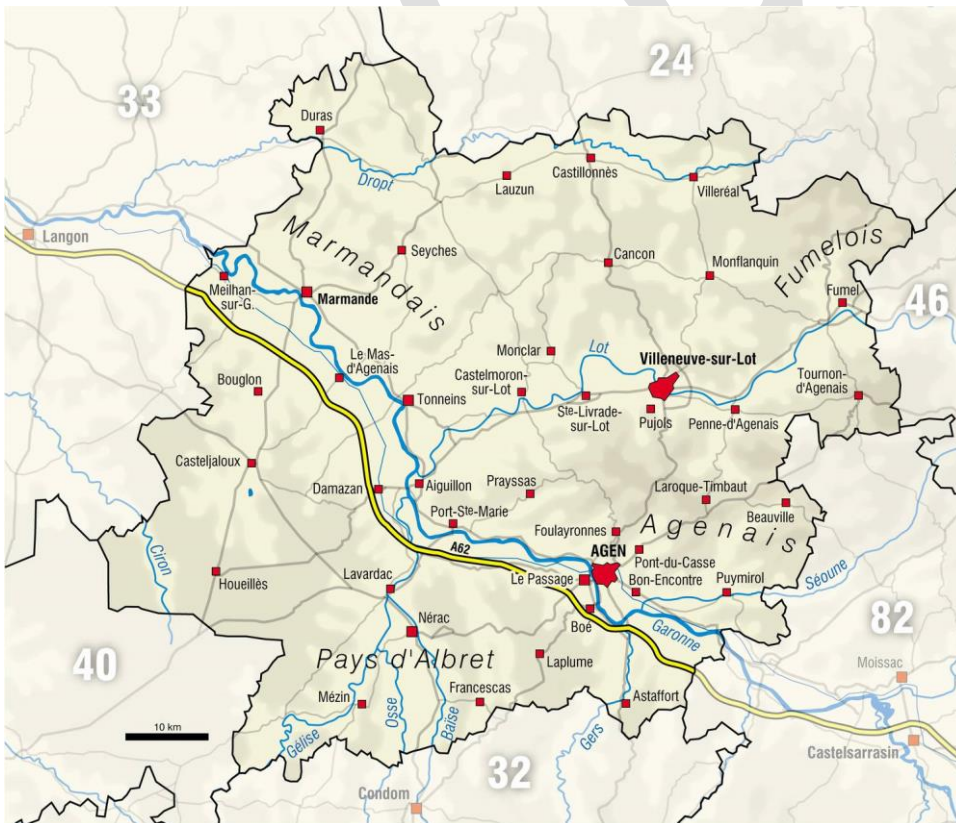 24
33
Duras
Castillonnès
Dropt
Lauzun
Villeréal
Marmandais
Fumelois
Langon
Seyches
Cancon
Monflanquin
Meilhan-
sur-G.
Marmande
Fumel
46
Lot
Monclar
Villeneuve-sur-Lot
Le Mas-
d'Agenais
Castelmoron-
sur-Lot
Tournon-
d'Agenais
Bouglon
Tonneins
Ste-Livrade-
sur-Lot
Pujols
Penne-d'Agenais
Casteljaloux
Damazan
Aiguillon
Prayssas
Laroque-Timbaut
Beauville
Port-Ste-Marie
Foulayronnes
Agenais
Ciron
A62
AGEN
Pont-du-Casse
Houeillès
Lavardac
Le Passage
Bon-Encontre
Puymirol
Séoune
Nérac
Boé
Garonne
82
40
Pays d'Albret
Laplume
Moissac
Mézin
Francescas
Astaffort
10 km
Gélise
Osse
Baïse
Gers
Castelsarrasin
32
Condom